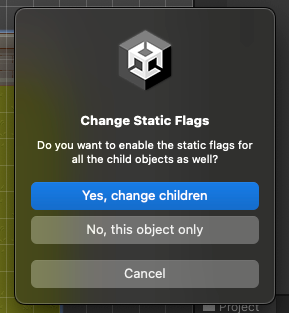 Change Static Flags
Do you want to enable the static flags for
all the child objects as well?
Yes, change children
No, this object only
Cancel
Project